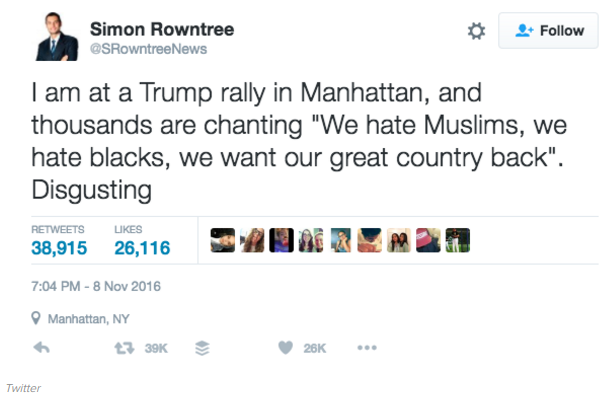 Simon Rowntree
@SRowntreeNews
Follow
I am at a Trump rally in Manhattan, and
thousands are chanting "We hate Muslims, we
hate blacks, we want our great country back".
Disgusting
RETWEETS LIKES
38,915 26,116
7:04 PM - 8 Nov 2016
Manhattan, NY
39K 26K
Twitter